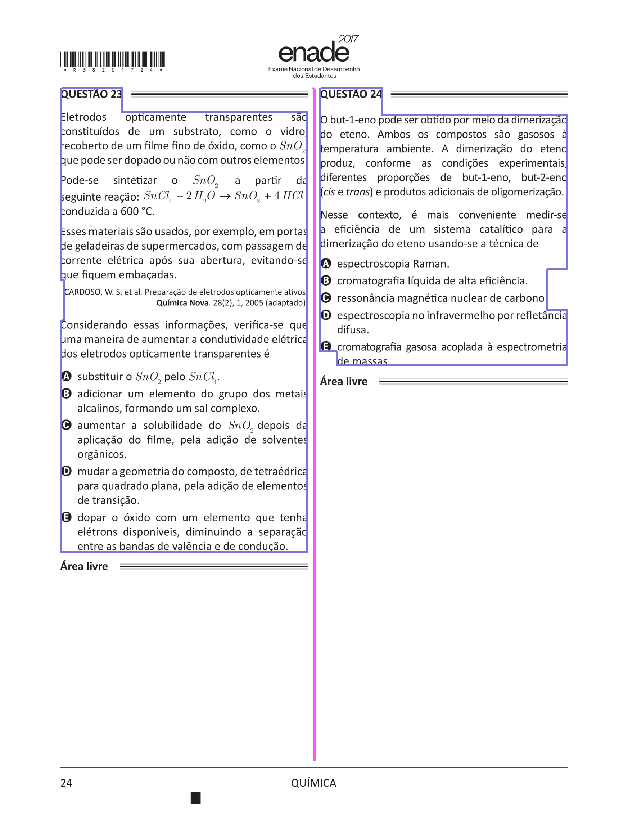 *R3820172 4*
enade 2017
Exame Nacional de Desempenho
dos Estudantes
QUESTÃO 23
Eletrodos opticamente transparentes são
constituídos de um substrato, como o vidro
recoberto de um filme fino de óxido, como o SnO2
que pode ser dopado ou não com outros elementos
Pode-se sintetizar o SnO2 a partir da
seguinte reação: SnCl4 + 2 H2O → SnO2 + 4 HCl
conduzida a 600 °C.
Esses materiais são usados, por exemplo, em portas
de geladeiras de supermercados, com passagem de
corrente elétrica após sua abertura, evitando-se
que fiquem embaçadas.
CARDOSO, W. S. et al. Preparação de eletrodos opticamente ativos
Química Nova. 28(2), 1, 2005 (adaptado)
Considerando essas informações, verifica-se que
uma maneira de aumentar a condutividade elétrica
dos eletrodos opticamente transparentes é
A substituir o SnO2 pelo SnCl2.
B adicionar um elemento do grupo dos metais
alcalinos, formando um sal complexo.
C aumentar a solubilidade do SnO2 depois da
aplicação do filme, pela adição de solventes
orgânicos.
D mudar a geometria do composto, de tetraédrica
para quadrado plana, pela adição de elementos
de transição.
E dopar o óxido com um elemento que tenha
elétrons disponíveis, diminuindo a separação
entre as bandas de valência e de condução.
Área livre
QUESTÃO 24
O but-1-eno pode ser obtido por meio da dimerização
do eteno. Ambos os compostos são gasosos à
temperatura ambiente. A dimerização do eteno
produz, conforme as condições experimentais,
diferentes proporções de but-1-eno, but-2-eno
(cis e trans) e produtos adicionais de oligomerização.
Nesse contexto, é mais conveniente medir-se
a eficiência de um sistema catalítico para a
dimerização do eteno usando-se a técnica de
A espectroscopia Raman.
B cromatografia líquida de alta eficiência.
C ressonância magnética nuclear de carbono
D espectroscopia no infravermelho por refletância
difusa.
E cromatografia gasosa acoplada à espectrometria
de massas.
Área livre
24
QUÍMICA